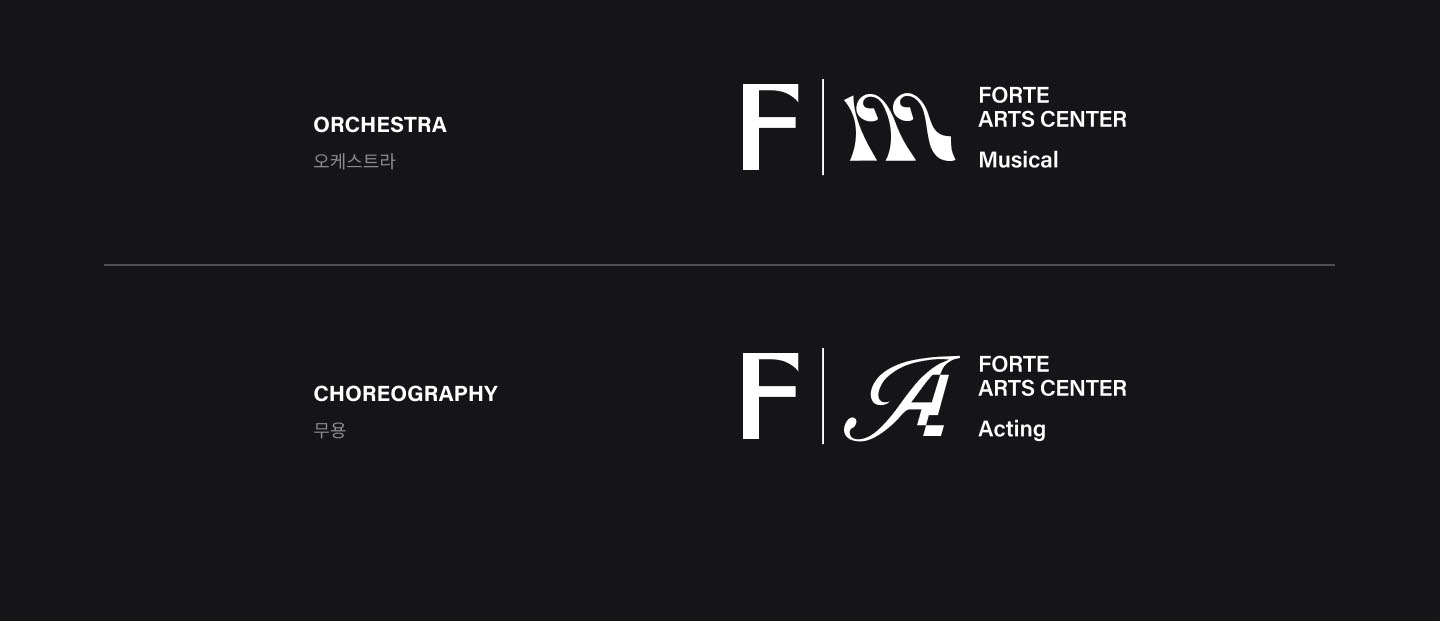 ORCHESTRA
오케스트라
F m
FORTE
ARTS CENTER
Musical
CHOREOGRAPHY
무용
F A
FORTE
ARTS CENTER
Acting